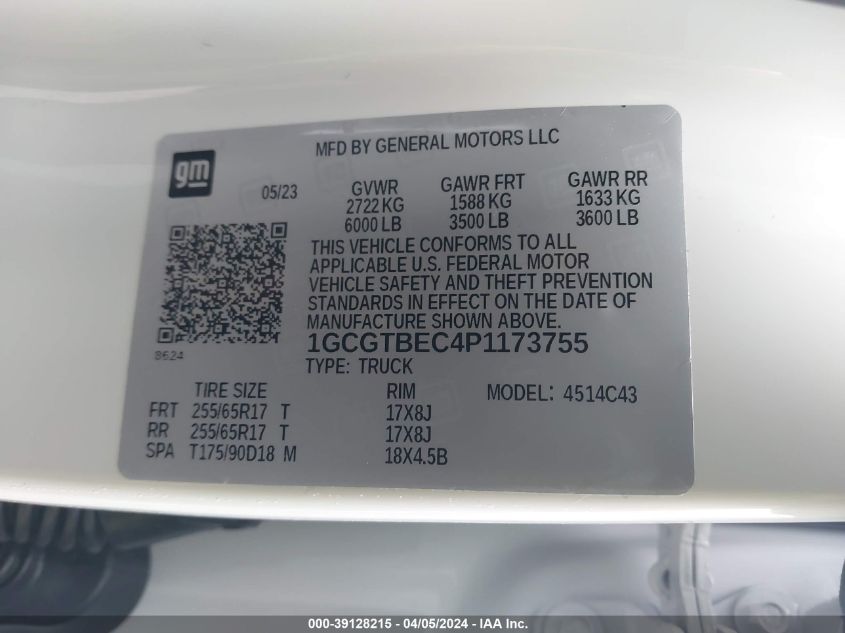 gm
MFD BY GENERAL MOTORS LLC
05/23
GVWR GAWR FRT GAWR RR
2722 KG 1588 KG 1633 KG
6000 LB 3500 LB 3600 LB
THIS VEHICLE CONFORMS TO ALL
APPLICABLE U.S. FEDERAL MOTOR
VEHICLE SAFETY AND THEFT PREVENTION
STANDARDS IN EFFECT ON THE DATE OF
MANUFACTURE SHOWN ABOVE.
8624
1GCGTBEC4P1173755
TYPE: TRUCK
TIRE SIZE RIM MODEL: 4514C43
FRT 255/65R17 T 17X8J
RR 255/65R17 T 17X8J
SPA T175/90D18 M 18X4.5B
000-39128215 - 04/05/2024 - IAA Inc.